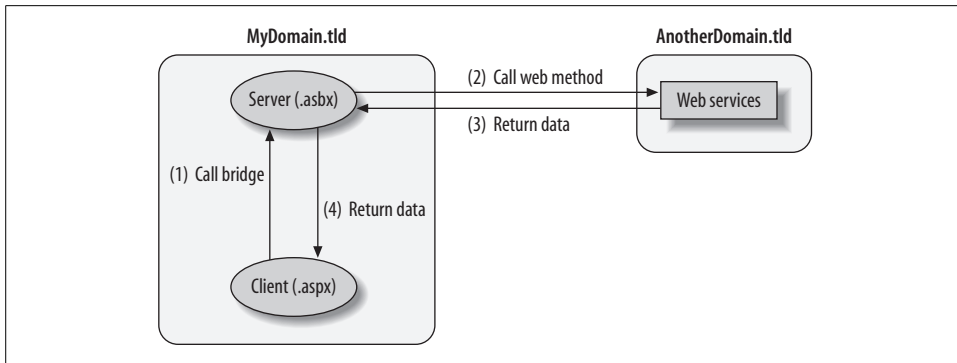 MyDomain.tld
AnotherDomain.tld
Server (.asbx)
(2) Call web method
Web services
(3) Return data
(1) Call bridge
(4) Return data
Client (.aspx)